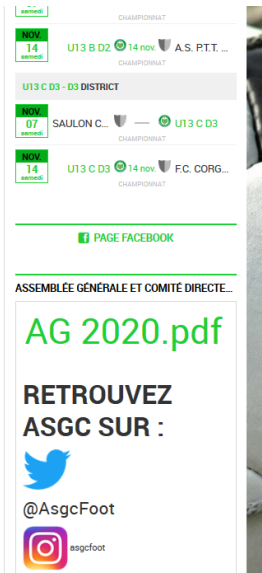 samedi
CHAMPIONNAT
NOV.
14
samedi
U13 B D2 14 nov. A.S. P.T.T. ...
CHAMPIONNAT
U13 C D3 - D3 DISTRICT
NOV.
07
samedi
SAULON C... — U13 C D3
CHAMPIONNAT
NOV.
14
samedi
U13 C D3 14 nov. F.C. CORG...
CHAMPIONNAT
PAGE FACEBOOK
ASSEMBLÉE GÉNÉRALE ET COMITÉ DIRECTE...
AG 2020.pdf
RETROUVEZ
ASGC SUR :
@AsgcFoot
asgcfoot